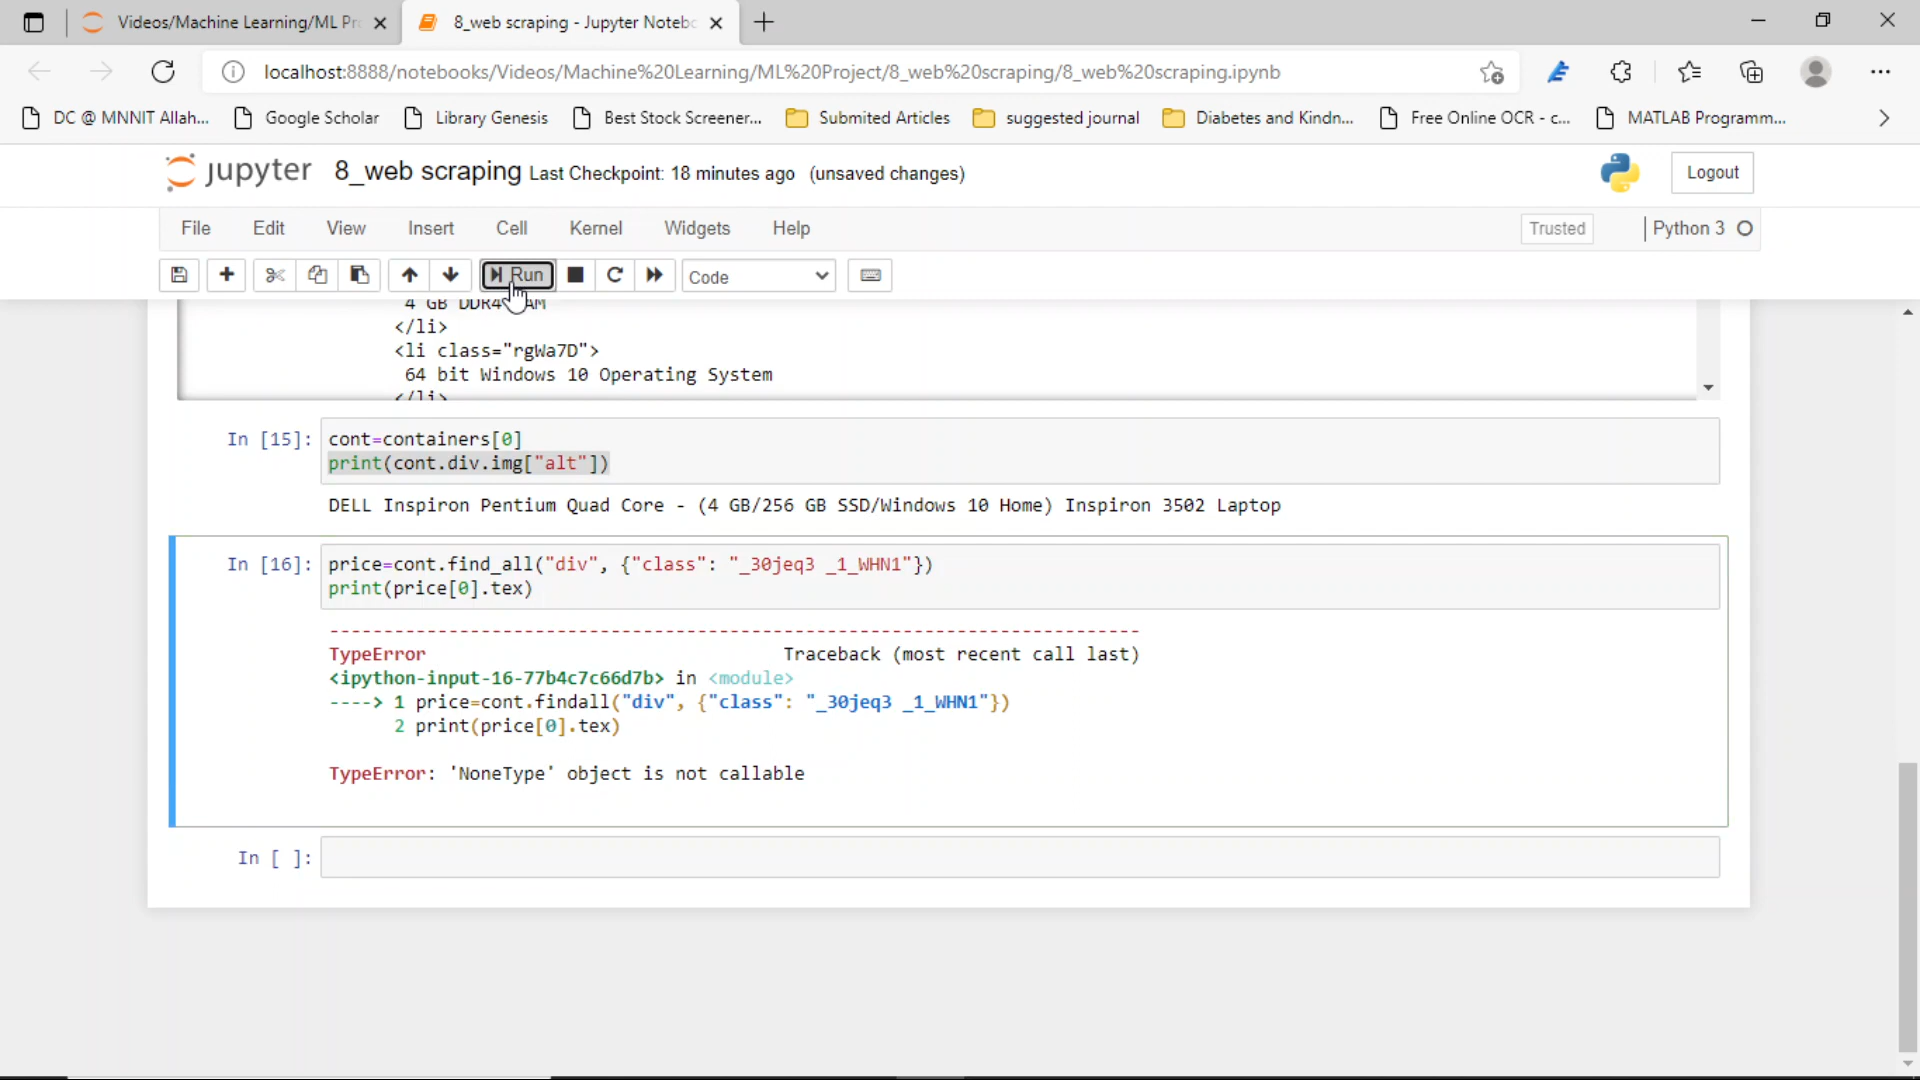 Videos/Machine Learning/ML Pr
8_web scraping - Jupyter Notebo
localhost:8888/notebooks/Videos/Machine%20Learning/ML%20Project/8_web%20scraping/8_web%20scraping.ipynb
DC @ MNNIT Allah... Google Scholar Library Genesis Best Stock Screener... Submited Articles suggested journal Diabetes and Kindn... Free Online OCR - c... MATLAB Programm...
jupyter 8_web scraping Last Checkpoint: 18 minutes ago (unsaved changes) Logout
File Edit View Insert Cell Kernel Widgets Help Trusted Python 3
Run Code
4 GB DDR4 RAM
</li>
<li class="rgWa7D">
64 bit Windows 10 Operating System
</li>
In [15]: cont=containers[0]
print(cont.div.img["alt"])
DELL Inspiron Pentium Quad Core - (4 GB/256 GB SSD/Windows 10 Home) Inspiron 3502 Laptop
In [16]: price=cont.find_all("div", {"class": "_30jeq3 _1_WHN1"})
print(price[0].tex)
---------------------------------------------------------------------------
TypeError Traceback (most recent call last)
<ipython-input-16-77b4c7c66d7b> in <module>
----> 1 price=cont.findall("div", {"class": "_30jeq3 _1_WHN1"})
2 print(price[0].tex)
TypeError: 'NoneType' object is not callable
In [ ]: